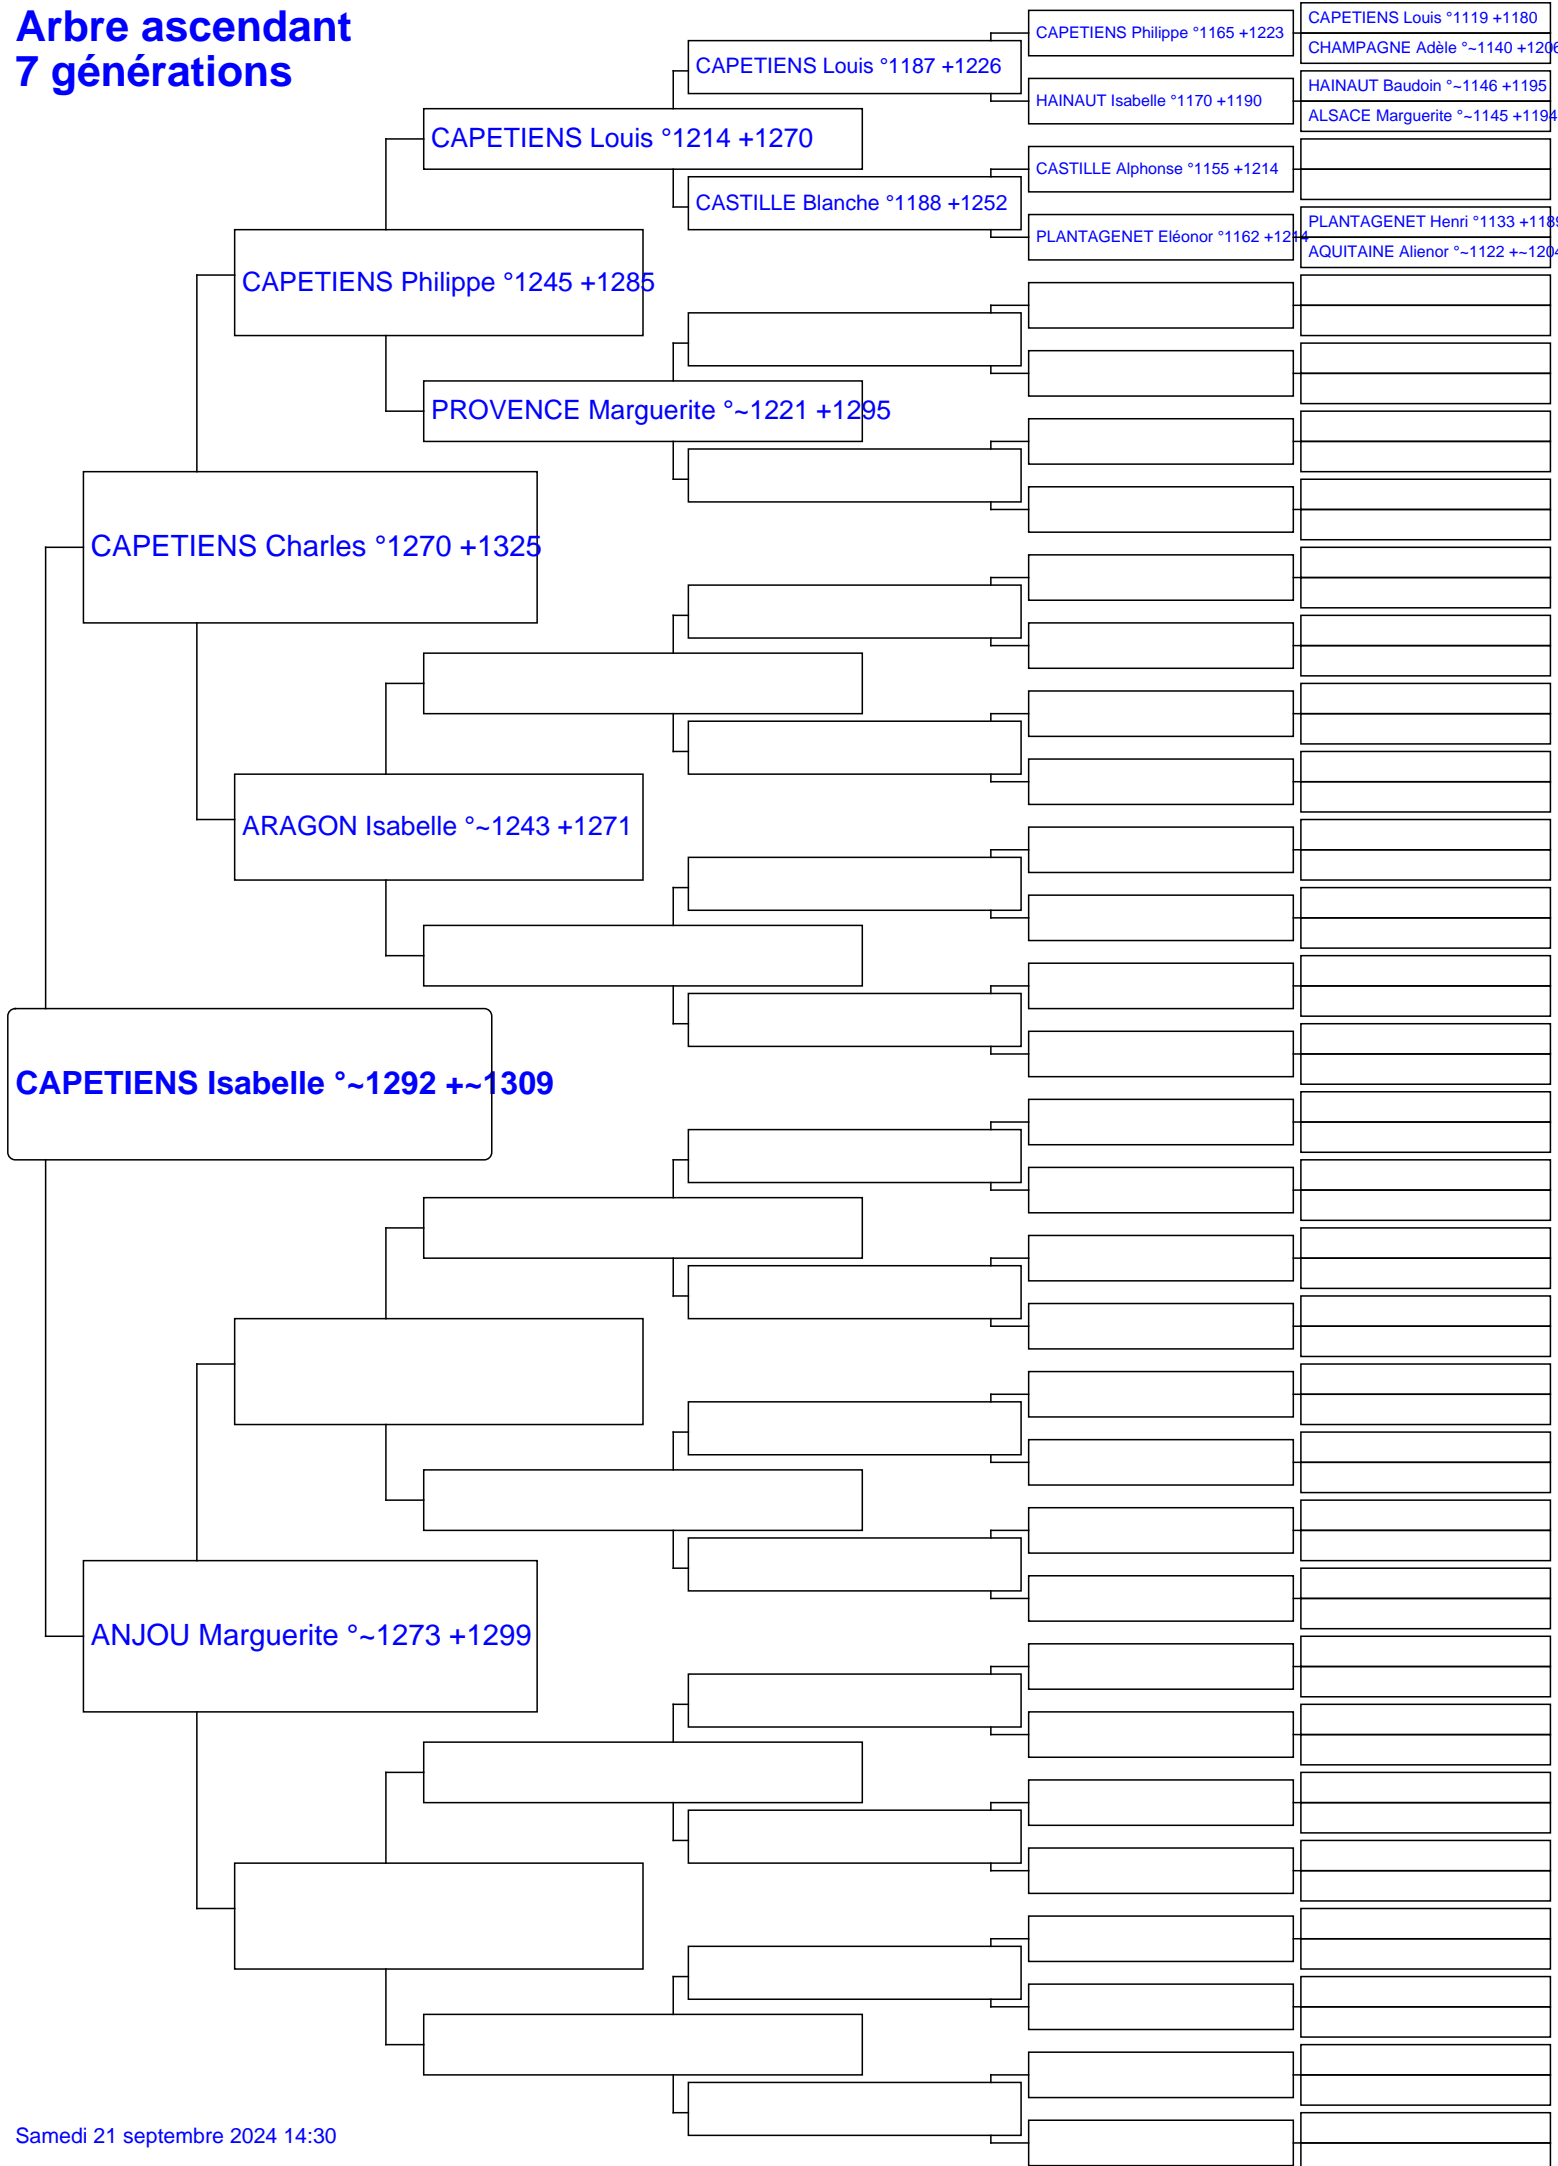 Arbre ascendant
7 générations
CAPETIENS Isabelle °~1292 +~1309
CAPETIENS Charles °1270 +1325
ANJOU Marguerite °~1273 +1299
CAPETIENS Philippe °1245 +1285
ARAGON Isabelle °~1243 +1271
CAPETIENS Louis °1214 +1270
PROVENCE Marguerite °~1221 +1295
CAPETIENS Louis °1187 +1226
CASTILLE Blanche °1188 +1252
CAPETIENS Philippe °1165 +1223
HAINAUT Isabelle °1170 +1190
CASTILLE Alphonse °1155 +1214
PLANTAGENET Eléonor °1162 +1214
CAPETIENS Louis °1119 +1180
CHAMPAGNE Adèle °~1140 +1206
HAINAUT Baudoin °~1146 +1195
ALSACE Marguerite °~1145 +1194
PLANTAGENET Henri °1133 +1189
AQUITAINE Alienor °~1122 +~1204
Samedi 21 septembre 2024 14:30